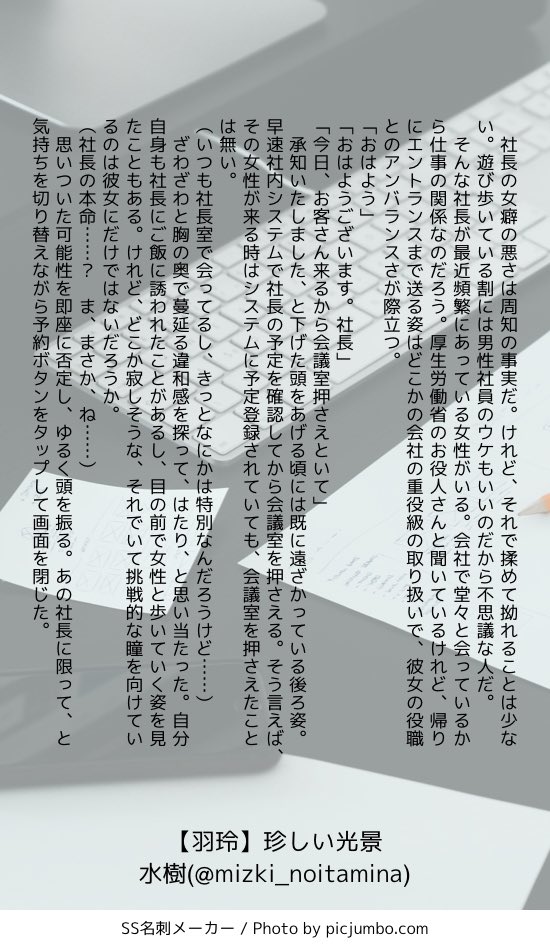 社長の女癖の悪さは周知の事実だ。けれど、それで揉めて拗れることは少な
い。遊び歩いている割には男性社員のウケもいいのだから不思議な人だ。
そんな社長が最近頻繁にあっている女性がいる。会社で堂々と会っているか
ら仕事の関係なのだろう。厚生労働省のお役人さんと聞いているけれど、帰り
にエントランスまで送る姿はどこかの会社の重役級の取り扱いで、彼女の役職
とのアンバランスさが際立つ。
「おはよう」
「おはようございます。社長」
「今日、お客さん来るから会議室押さえといて」
承知いたしました、と下げた頭をあげる頃には既に遠ざかっている後ろ姿。
早速社内システムで社長の予定を確認してから会議室を押さえる。そう言えば、
その女性が来る時はシステムに予定登録されていても、会議室を押さえたこと
は無い。
(いつも社長室で会ってるし、きっとなにかは特別なんだろうけど……)
ざわざわと胸の奥で蔓延る違和感を探って、はたり、と思い当たった。自分
自身も社長にご飯に誘われたことがあるし、目の前で女性と歩いていく姿を見
たこともある。けれど、どこか寂しそうな、それでいて挑戦的な瞳を向けてい
るのは彼女にだけではないだろうか。
(社長の本命……? ま、まさか、ね……)
思いついた可能性を即座に否定し、ゆるく頭を振る。あの社長に限って、と
気持ちを切り替えながら予約ボタンをタップして画面を閉じた。
【羽玲】珍しい光景
水樹(@mizki_noitamina)
SS名刺メーカー / Photo by picjumbo.com